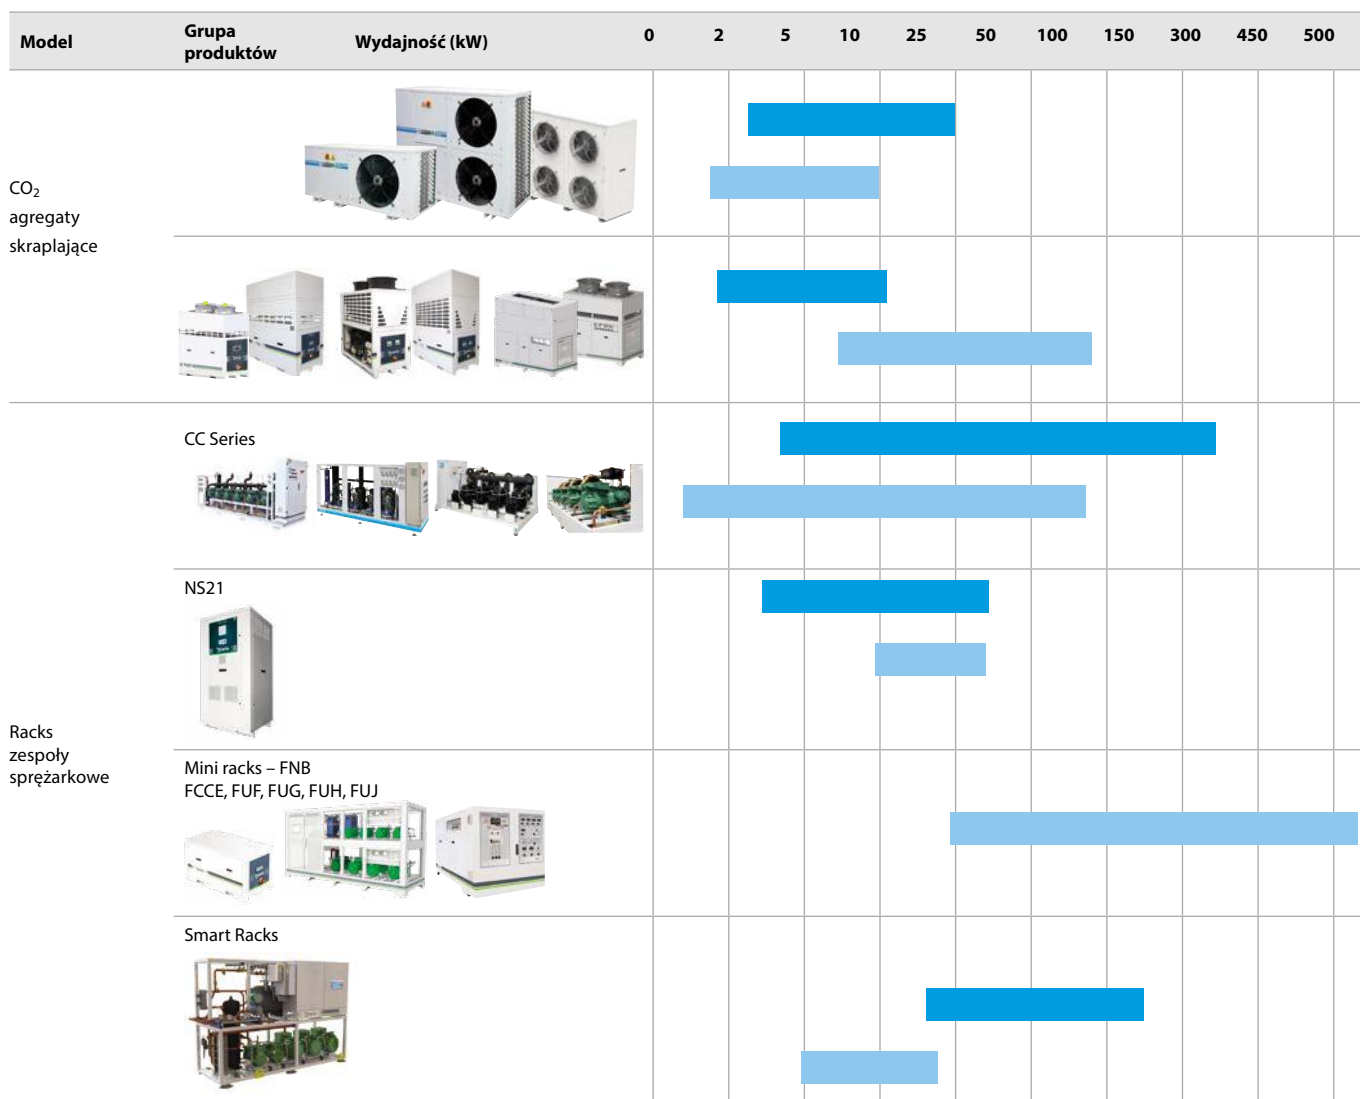 Model
Grupa
produktów
Wydajność (kW)
0 2 5 10 25 50 100 150 300 450 500
CO₂
agregaty
skraplające
CC Series
NS21
Racks
zespoły
sprężarkowe
Mini racks – FNB
FCCE, FUF, FUG, FUH, FUJ
Smart Racks